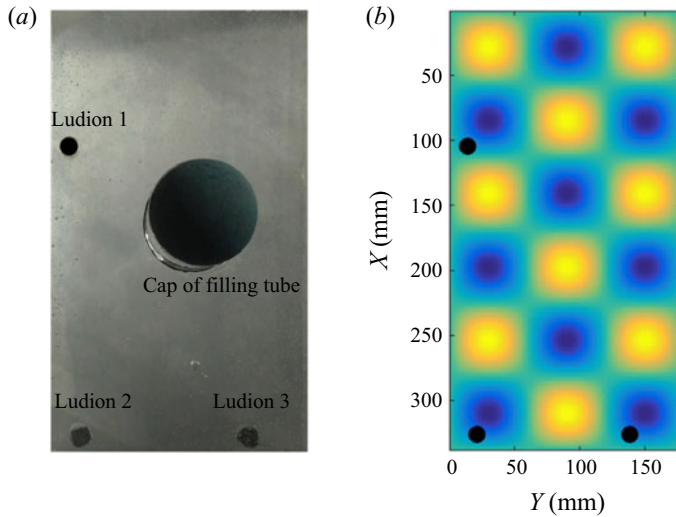 (a)
Ludion 1
Cap of filling tube
Ludion 2
Ludion 3
(b)
50
100
150
200
250
300
X (mm)
0
50
100
150
Y (mm)